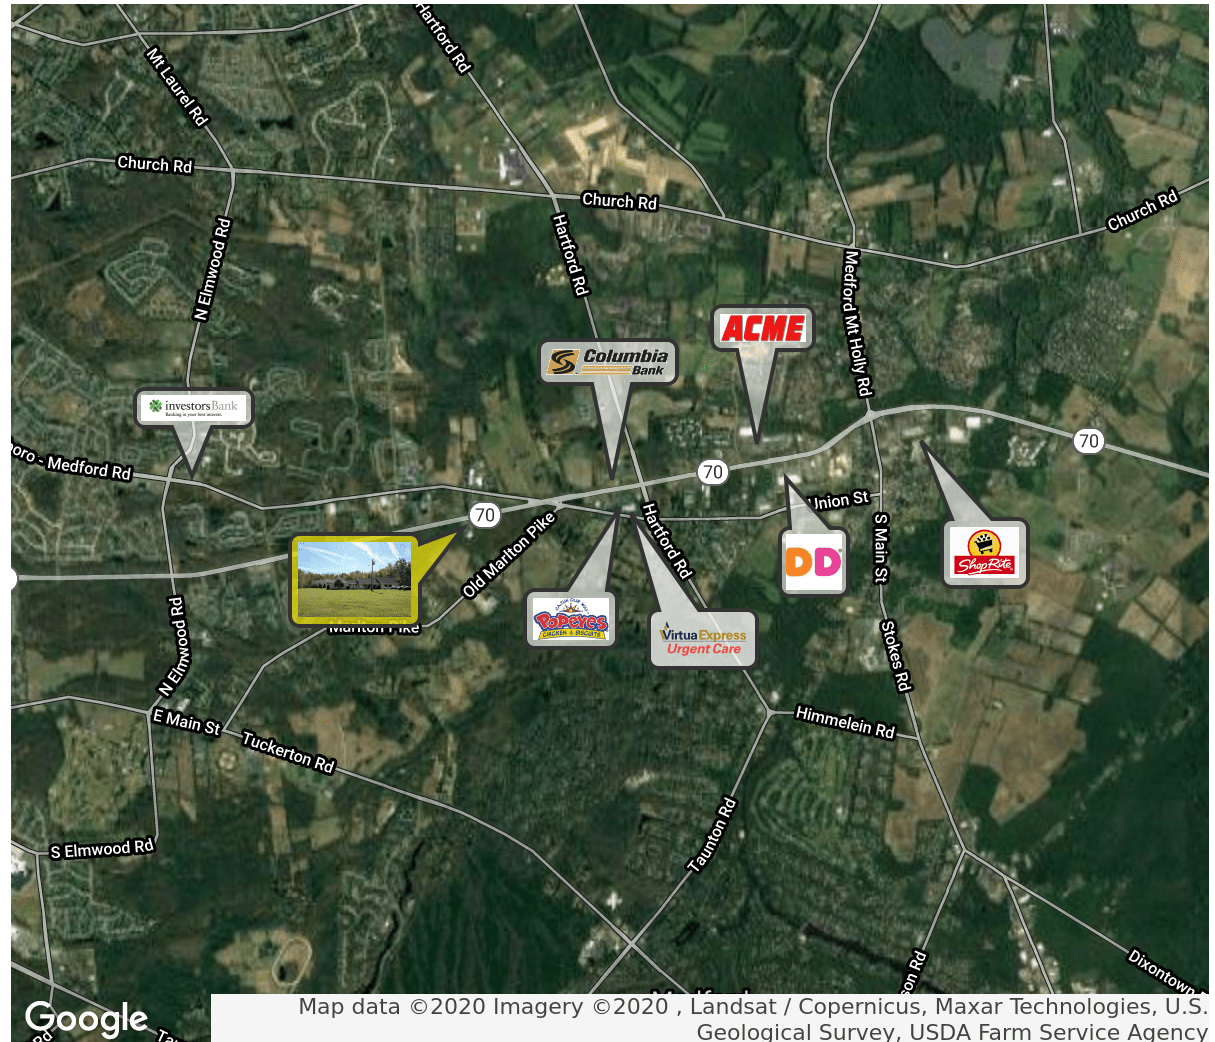 Hartford Rd
Mt Laurel Rd
Church Rd
Church Rd
Church Rd
N Elmwood Rd
Hartford Rd
Medford Mt Holly Rd
ACME
Columbia
Bank
investorsBank
Banking in your best interest.
oro - Medford Rd
70
70
70
Union St
Old Marlton Pike
Hartford Rd
S Main St
DD
ShopRite
CAJUN
POPEYES
CHICKEN & BISCUITS
Virtua Express
Urgent Care
Marlton Pike
N Elmwood Rd
Stokes Rd
E Main St
Tuckerton Rd
Himmelein Rd
Taunton Rd
S Elmwood Rd
son Rd
Dixontown
Rd
Google
Map data ©2020 Imagery ©2020 , Landsat / Copernicus, Maxar Technologies, U.S.
Geological Survey, USDA Farm Service Agency